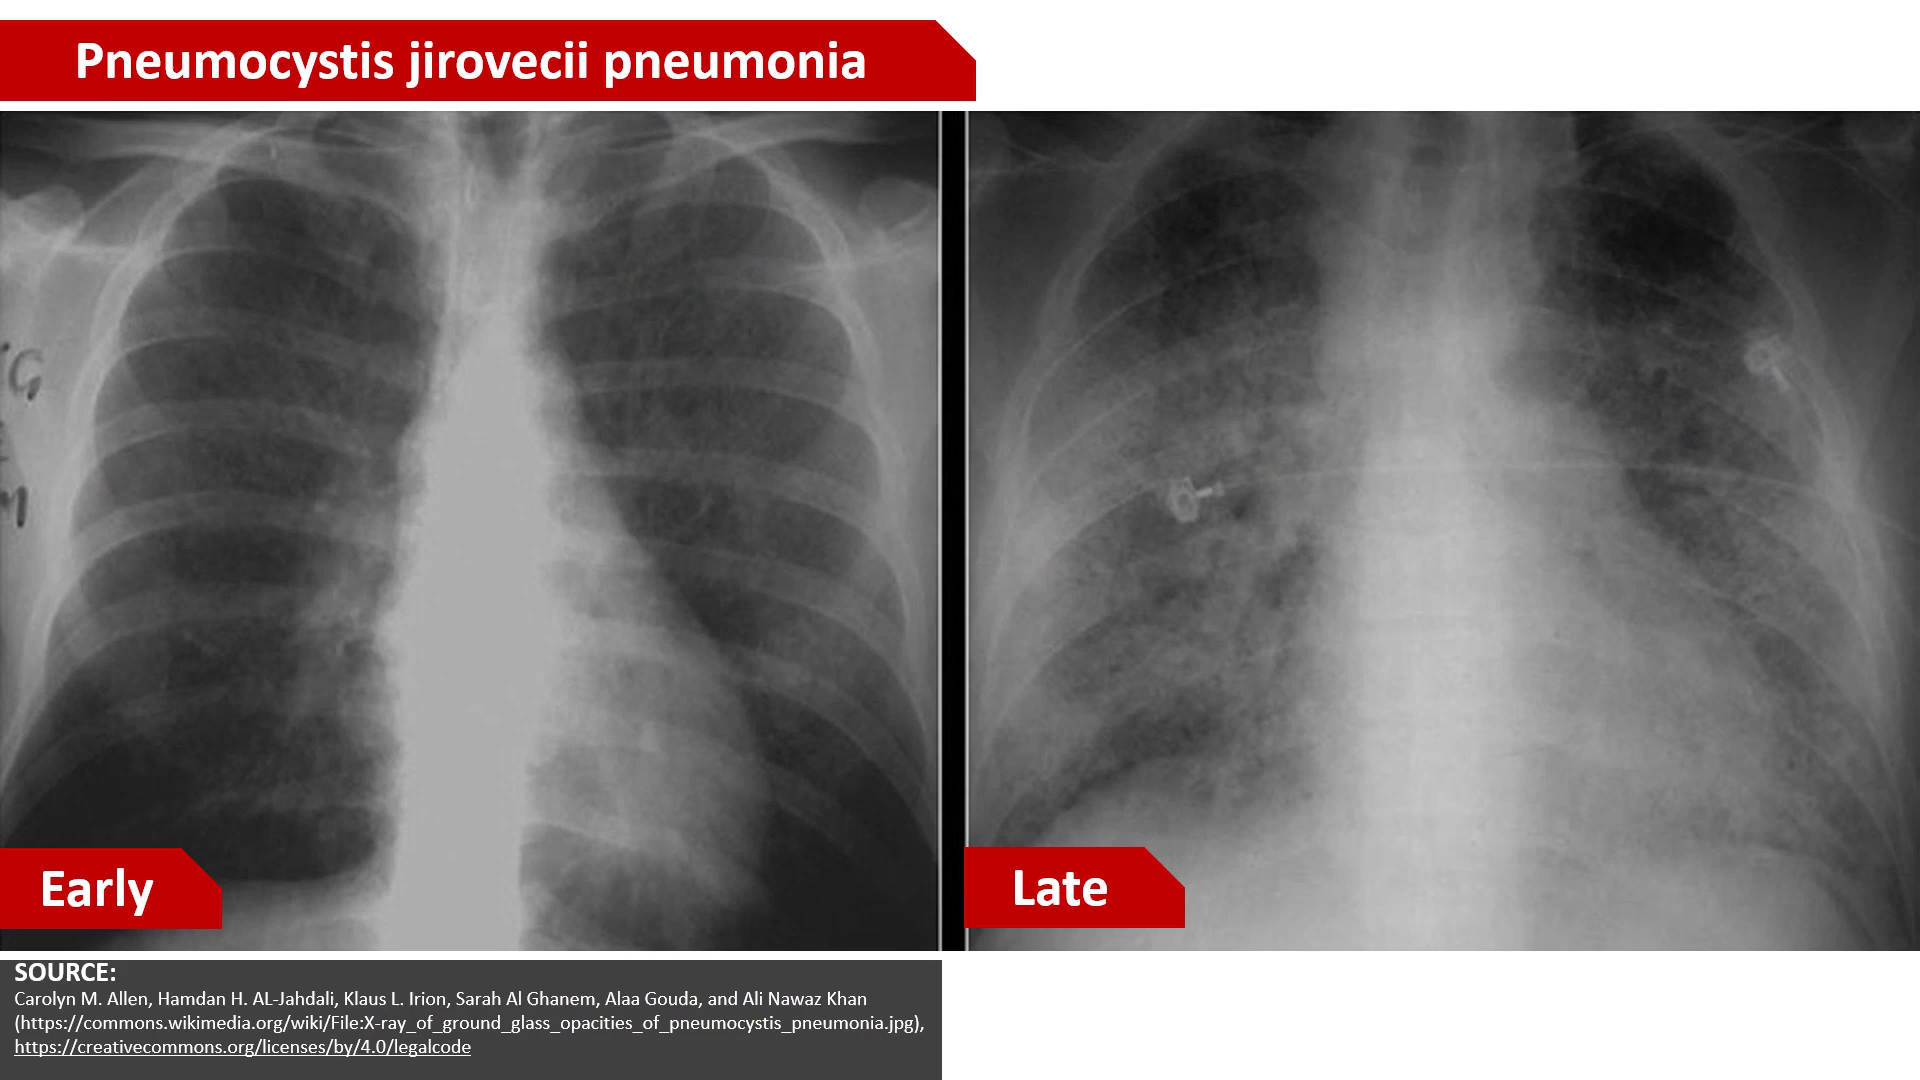 Pneumocystis jirovecii pneumonia
G
Early
Late
SOURCE:
Carolyn M. Allen, Hamdan H. AL-Jahdali, Klaus L. Irion, Sarah Al Ghanem, Alaa Gouda, and Ali Nawaz Khan
(https://commons.wikimedia.org/wiki/File:X-ray_of_ground_glass_opacities_of_pneumocystis_pneumonia.jpg),
https://creativecommons.org/licenses/by/4.0/legalcode